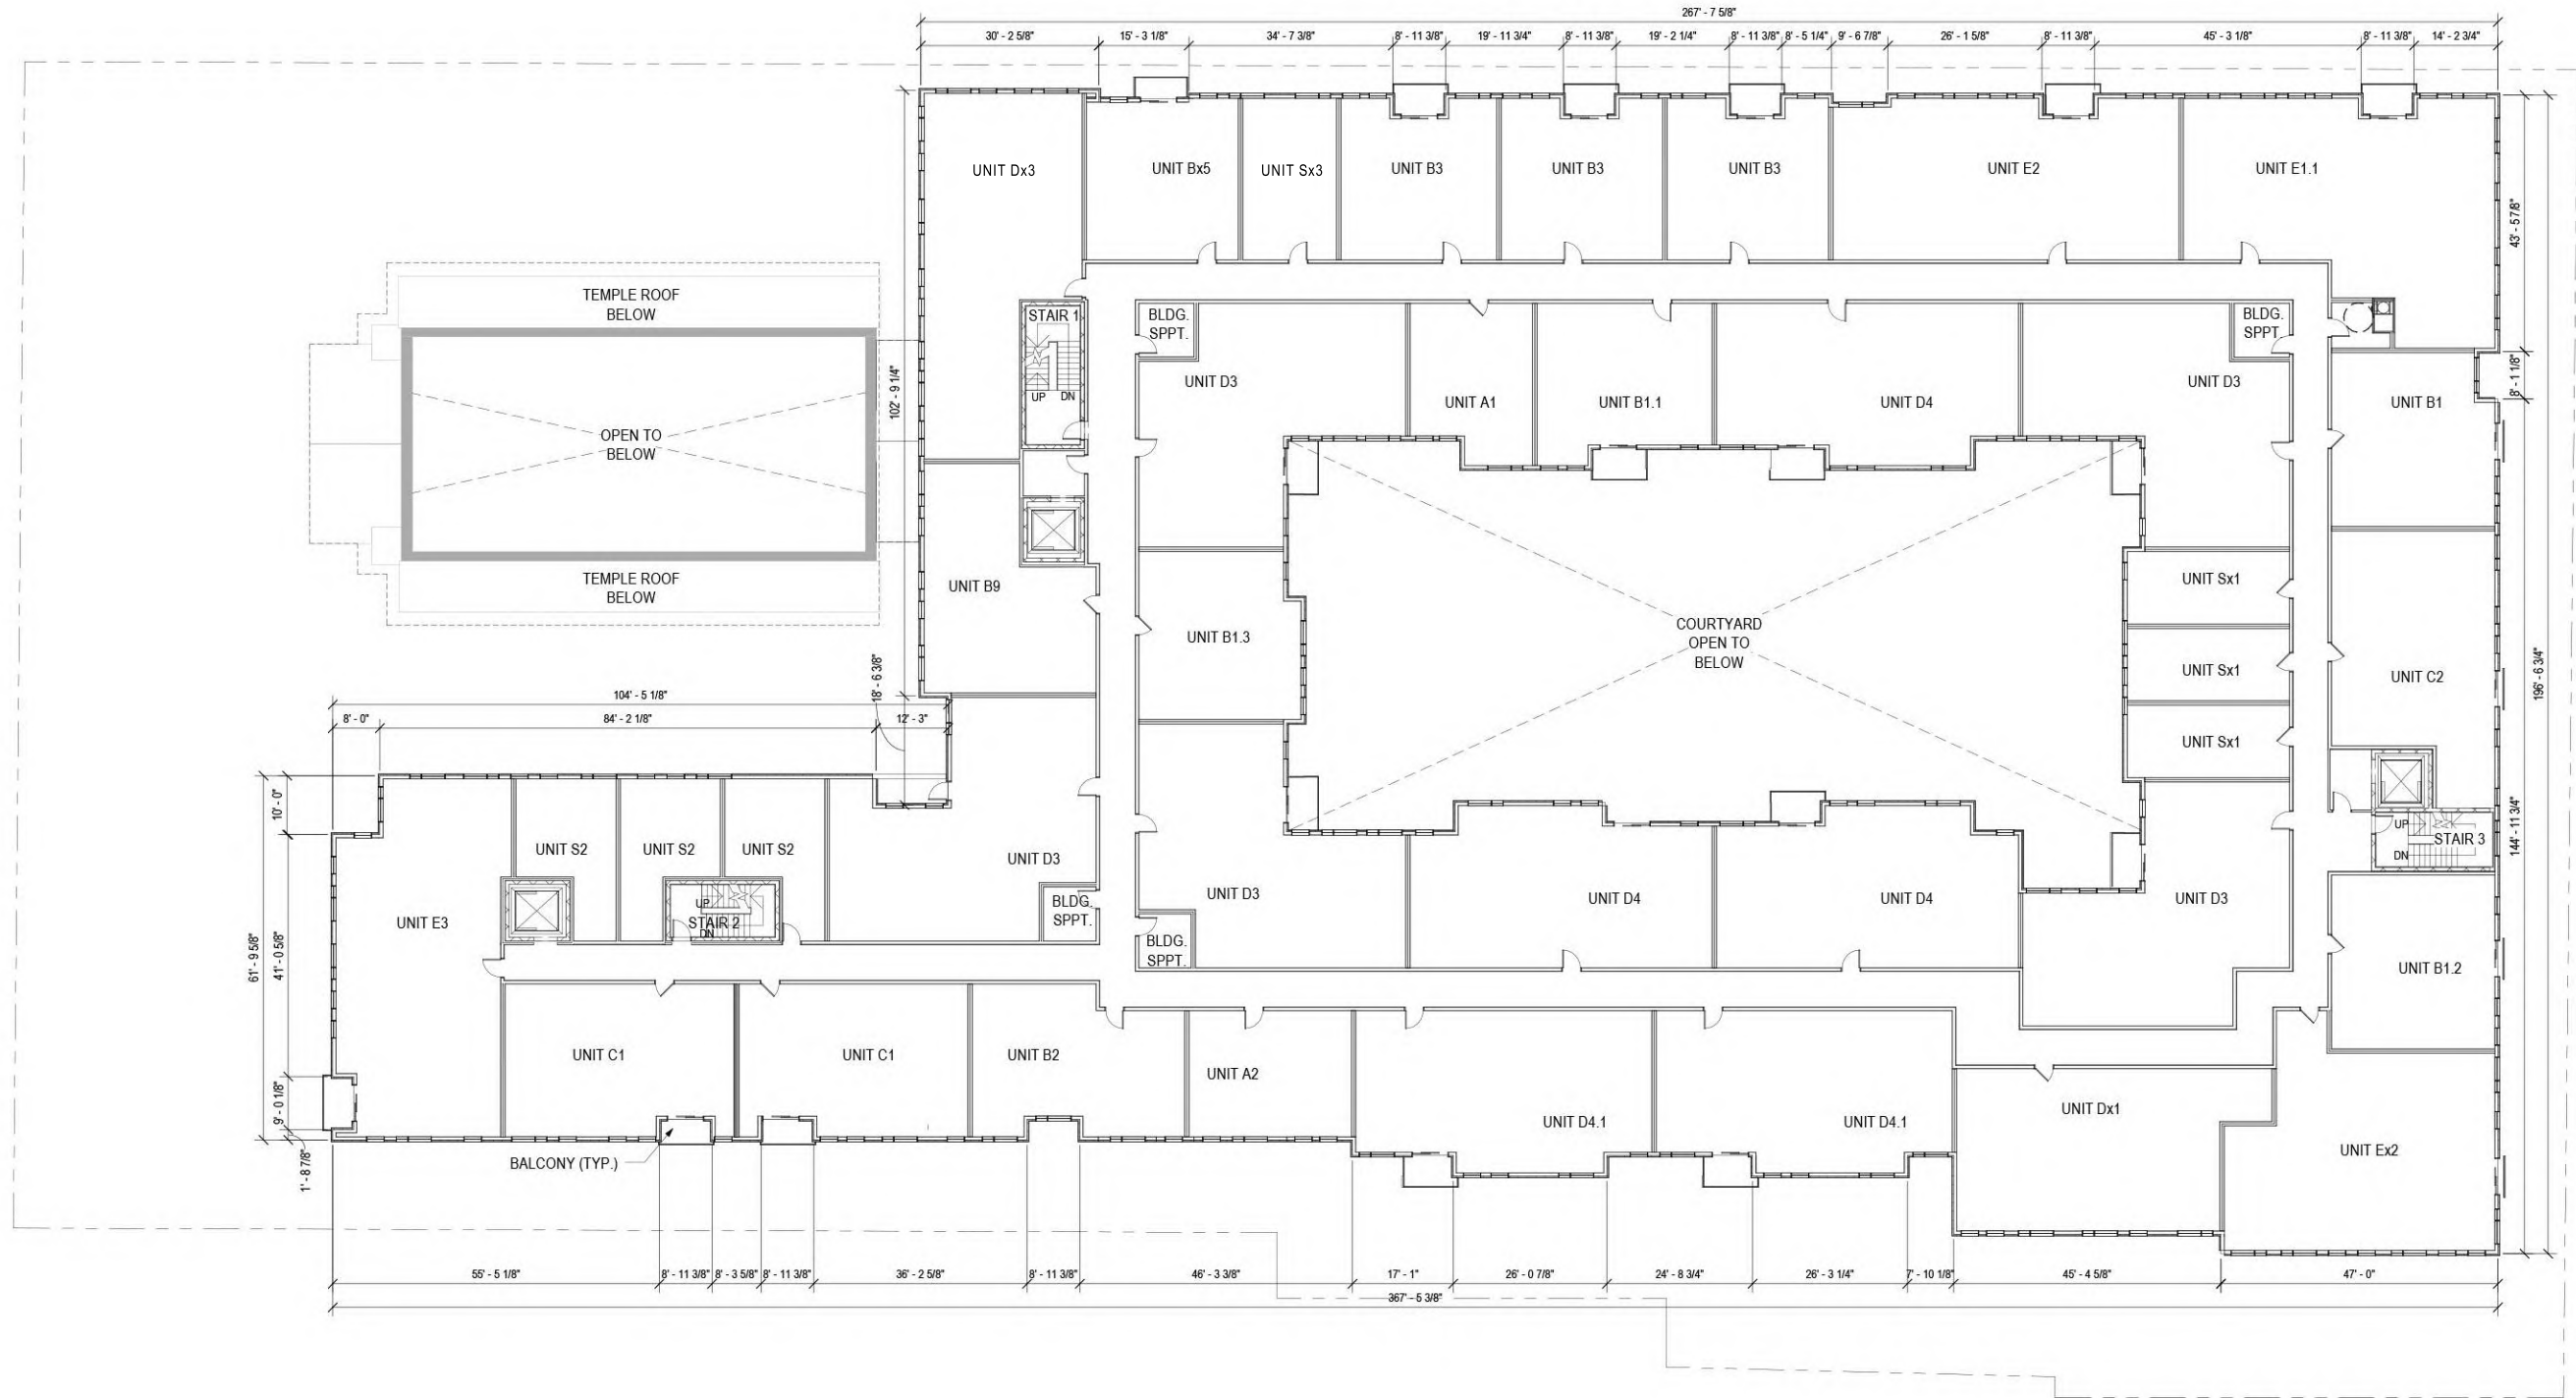 267' - 7 5/8"
30' - 2 5/8"
15' - 3 1/8"
34' - 7 3/8"
8' - 11 3/8"
19' - 11 3/4"
8' - 11 3/8"
19' - 2 1/4"
8' - 11 3/8"
8' - 5 1/4"
9' - 6 7/8"
26' - 1 5/8"
8' - 11 3/8"
45' - 3 1/8"
8' - 11 3/8"
14' - 2 3/4"
UNIT Dx3
UNIT Bx5
UNIT Sx3
UNIT B3
UNIT B3
UNIT B3
UNIT E2
UNIT E1.1
43' - 5 7/8"
TEMPLE ROOF
BELOW
STAIR 1
UP
DN
BLDG.
SPPT.
BLDG.
SPPT.
102' - 9 1/4"
UNIT D3
UNIT A1
UNIT B1.1
UNIT D4
UNIT D3
UNIT B1
8' - 1 1/8"
OPEN TO
BELOW
TEMPLE ROOF
BELOW
UNIT B9
UNIT B1.3
COURTYARD
OPEN TO
BELOW
UNIT Sx1
UNIT Sx1
UNIT Sx1
UNIT C2
196' - 6 3/4"
18' - 6 3/8"
104' - 5 1/8"
8' - 0"
84' - 2 1/8"
12' - 3"
10' - 0"
UNIT S2
UNIT S2
UNIT S2
UNIT D3
UP
STAIR 3
DN
144' - 11 3/4"
UNIT E3
UP
STAIR 2
DN
BLDG.
SPPT.
UNIT D3
UNIT D4
UNIT D4
UNIT D3
BLDG.
SPPT.
UNIT B1.2
61' - 9 5/8"
41' - 0 5/8"
UNIT C1
UNIT C1
UNIT B2
UNIT A2
UNIT D4.1
UNIT D4.1
UNIT Dx1
UNIT Ex2
9' - 0 1/8"
1' - 8 7/8"
BALCONY (TYP.)
55' - 5 1/8"
8' - 11 3/8"
8' - 3 5/8"
8' - 11 3/8"
36' - 2 5/8"
8' - 11 3/8"
46' - 3 3/8"
17' - 1"
26' - 0 7/8"
24' - 8 3/4"
26' - 3 1/4"
7' - 10 1/8"
45' - 4 5/8"
47' - 0"
367' - 5 3/8"